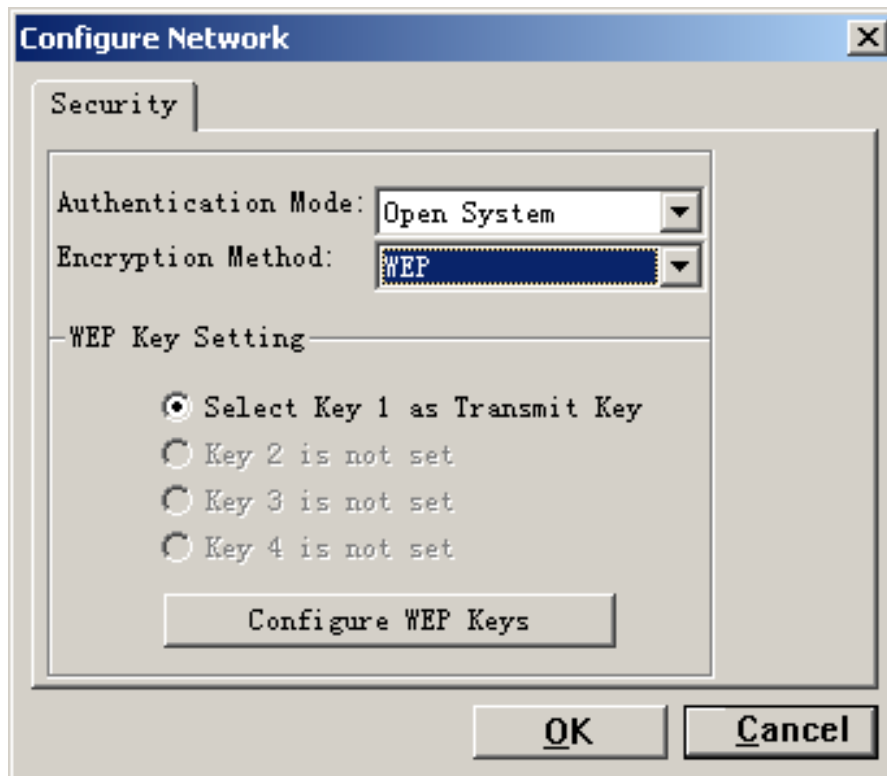 Configure Network
Security
Authentication Mode: Open System
Encryption Method: WEP
WEP Key Setting
Select Key 1 as Transmit Key
Key 2 is not set
Key 3 is not set
Key 4 is not set
Configure WEP Keys
OK Cancel